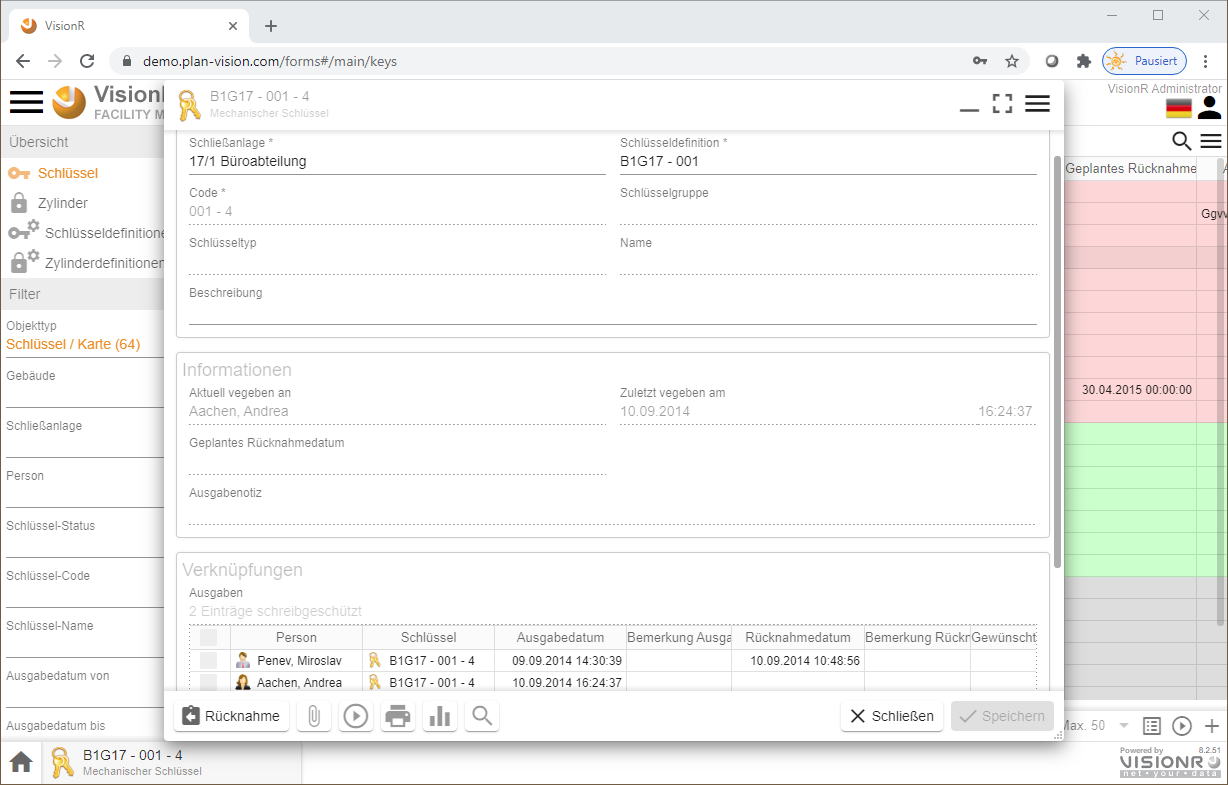 VisionR
demo.plan-vision.com/forms#/main/keys
Pausiert
VisionR
FACILITY M
VisionR Administrator
B1G17 - 001 - 4
Mechanischer Schlüssel
Übersicht
Schlüssel
Zylinder
Schlüsseldefinitione
Zylinderdefinitionen
Filter
Objekttyp
Schlüssel / Karte (64)
Gebäude
Schließanlage
Person
Schlüssel-Status
Schlüssel-Code
Schlüssel-Name
Ausgabedatum von
Ausgabedatum bis
Schließanlage *
17/1 Büroabteilung
Schlüsseldefinition *
B1G17 - 001
Code *
001 - 4
Schlüsselgruppe
Schlüsseltyp
Name
Beschreibung
Informationen
Aktuell vegeben an
Aachen, Andrea
Zuletzt vegeben am
10.09.2014 16:24:37
Geplantes Rücknahmedatum
Ausgabenotiz
Verknüpfungen
Ausgaben
2 Einträge schreibgeschützt
Person Schlüssel Ausgabedatum Bemerkung Ausga Rücknahmedatum Bemerkung Rückn Gewünscht
Penev, Miroslav B1G17 - 001 - 4 09.09.2014 14:30:39 10.09.2014 10:48:56
Aachen, Andrea B1G17 - 001 - 4 10.09.2014 16:24:37
Rücknahme
Schließen
Speichern
Geplantes Rücknahme
Ggvv
30.04.2015 00:00:00
Max. 50
B1G17 - 001 - 4
Mechanischer Schlüssel
Powered by 8.2.51
VISIONR
net · your · data